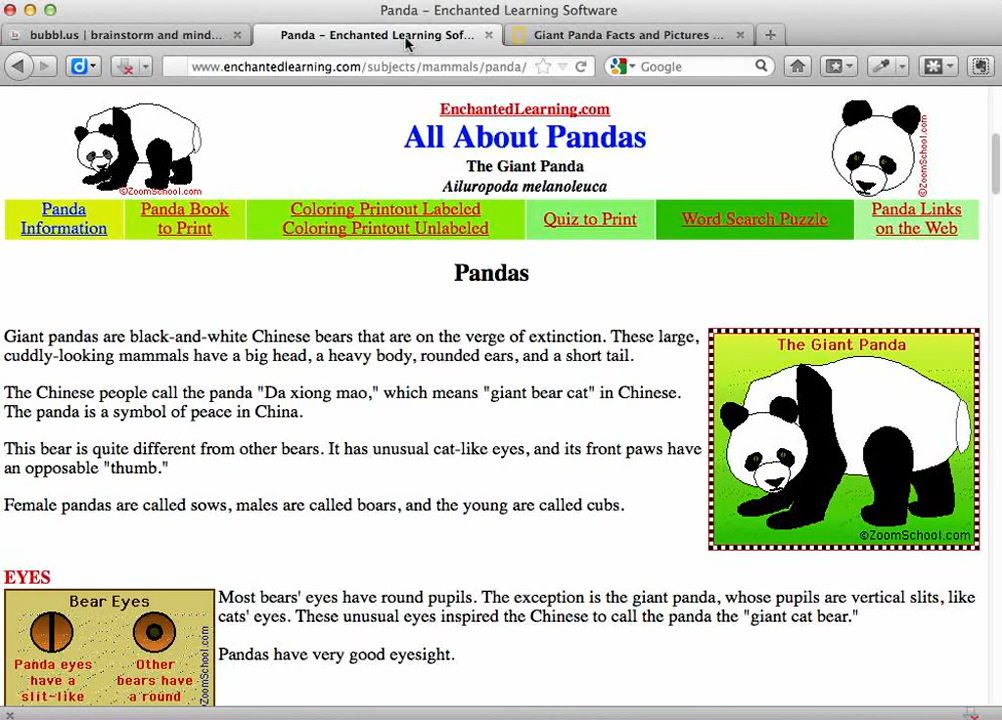 Panda – Enchanted Learning Software
bubbl.us | brainstorm and mind...
Panda – Enchanted Learning Sof...
Giant Panda Facts and Pictures ...
www.enchantedlearning.com/subjects/mammals/panda/
Google
EnchantedLearning.com
All About Pandas
The Giant Panda
Ailuropoda melanoleuca
©ZoomSchool.com
©ZoomSchool.com
Panda Information
Panda Book to Print
Coloring Printout Labeled
Coloring Printout Unlabeled
Quiz to Print
Word Search Puzzle
Panda Links on the Web
Pandas
Giant pandas are black-and-white Chinese bears that are on the verge of extinction. These large,
cuddly-looking mammals have a big head, a heavy body, rounded ears, and a short tail.
The Chinese people call the panda "Da xiong mao," which means "giant bear cat" in Chinese.
The panda is a symbol of peace in China.
This bear is quite different from other bears. It has unusual cat-like eyes, and its front paws have
an opposable "thumb."
Female pandas are called sows, males are called boars, and the young are called cubs.
The Giant Panda
©ZoomSchool.com
EYES
Bear Eyes
Panda eyes
have a
slit-like
Other
bears have
a round
ZoomSchool.com
Most bears' eyes have round pupils. The exception is the giant panda, whose pupils are vertical slits, like
cats' eyes. These unusual eyes inspired the Chinese to call the panda the "giant cat bear."
Pandas have very good eyesight.